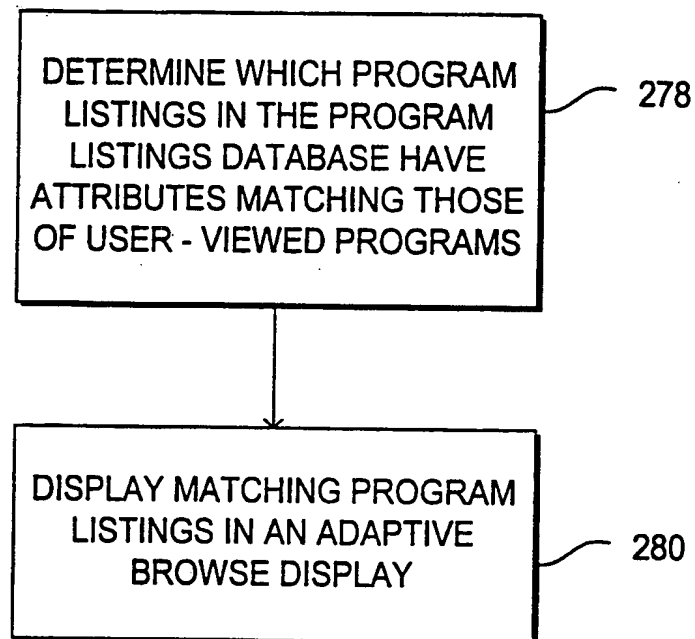 DETERMINE WHICH PROGRAM
LISTINGS IN THE PROGRAM
LISTINGS DATABASE HAVE
ATTRIBUTES MATCHING THOSE
OF USER - VIEWED PROGRAMS
278
DISPLAY MATCHING PROGRAM
LISTINGS IN AN ADAPTIVE
BROWSE DISPLAY
280